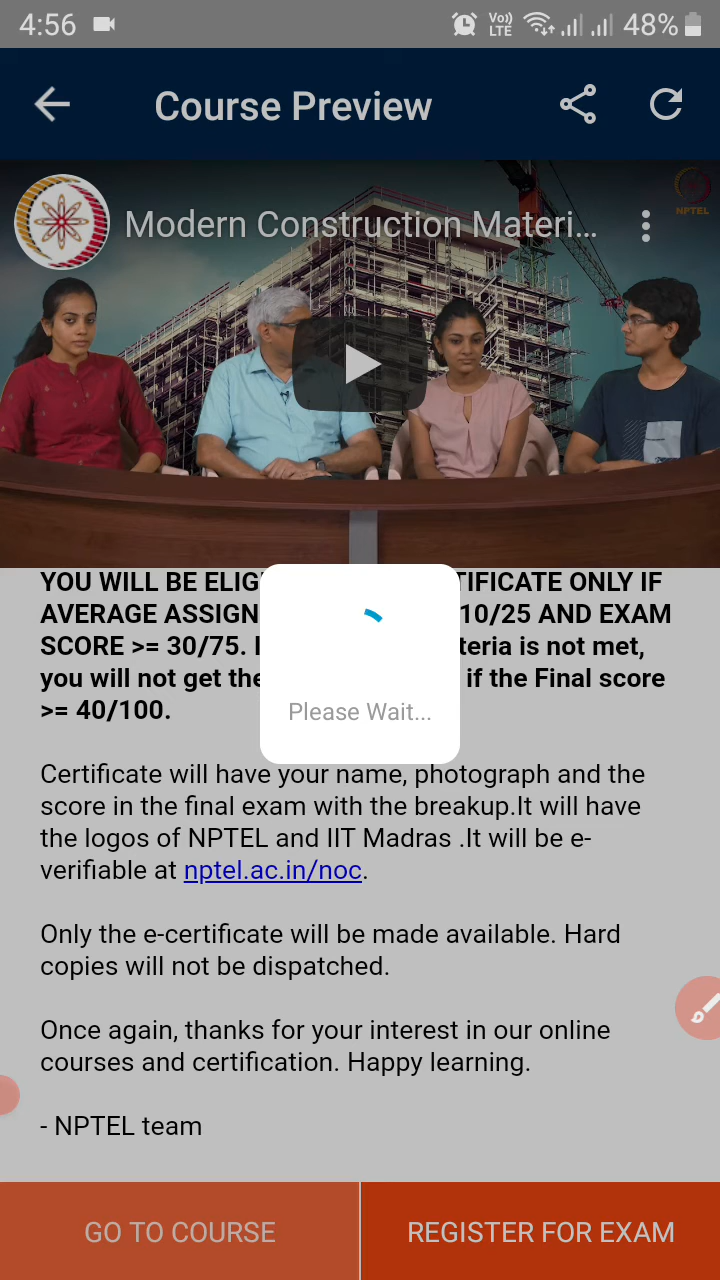 4:56 Vo)) LTE 48%
Course Preview
Modern Construction Materi...
NPTEL
YOU WILL BE ELIG TIFICATE ONLY IF
AVERAGE ASSIGN 10/25 AND EXAM
SCORE >= 30/75. I teria is not met,
you will not get the if the Final score
>= 40/100.
Please Wait...
Certificate will have your name, photograph and the
score in the final exam with the breakup.It will have
the logos of NPTEL and IIT Madras .It will be e-
verifiable at nptel.ac.in/noc.
Only the e-certificate will be made available. Hard
copies will not be dispatched.
Once again, thanks for your interest in our online
courses and certification. Happy learning.
- NPTEL team
GO TO COURSE
REGISTER FOR EXAM